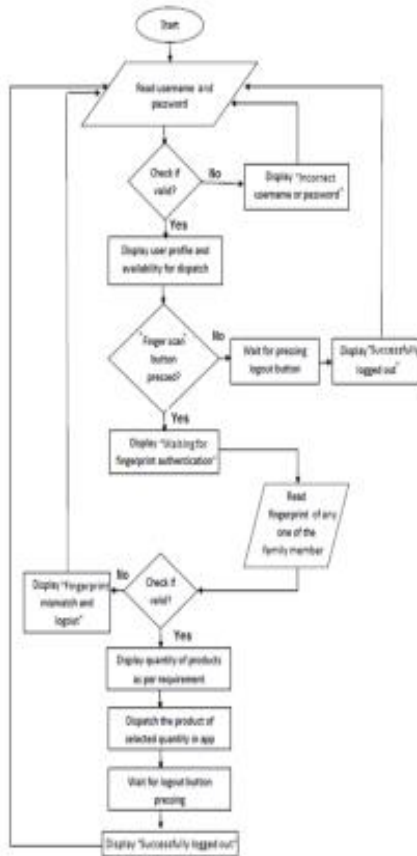 Start
Read username and
password
Check if
valid?
No
Display "Incorrect
username or password"
Yes
Display user profile and
availability for dispatch
"Finger scan"
button
pressed?
No
Wait for pressing
logout button
Display "Successfully
logged out"
Yes
Display "Waiting for
fingerprint authentication"
Read
fingerprint of any
one of the
family member
Check if
valid?
No
Display "Fingerprint
mismatch and
logout"
Yes
Display quantity of products
as per requirement
Dispatch the product of
selected quantity in app
Wait for logout button
pressing
Display "Successfully logged out"